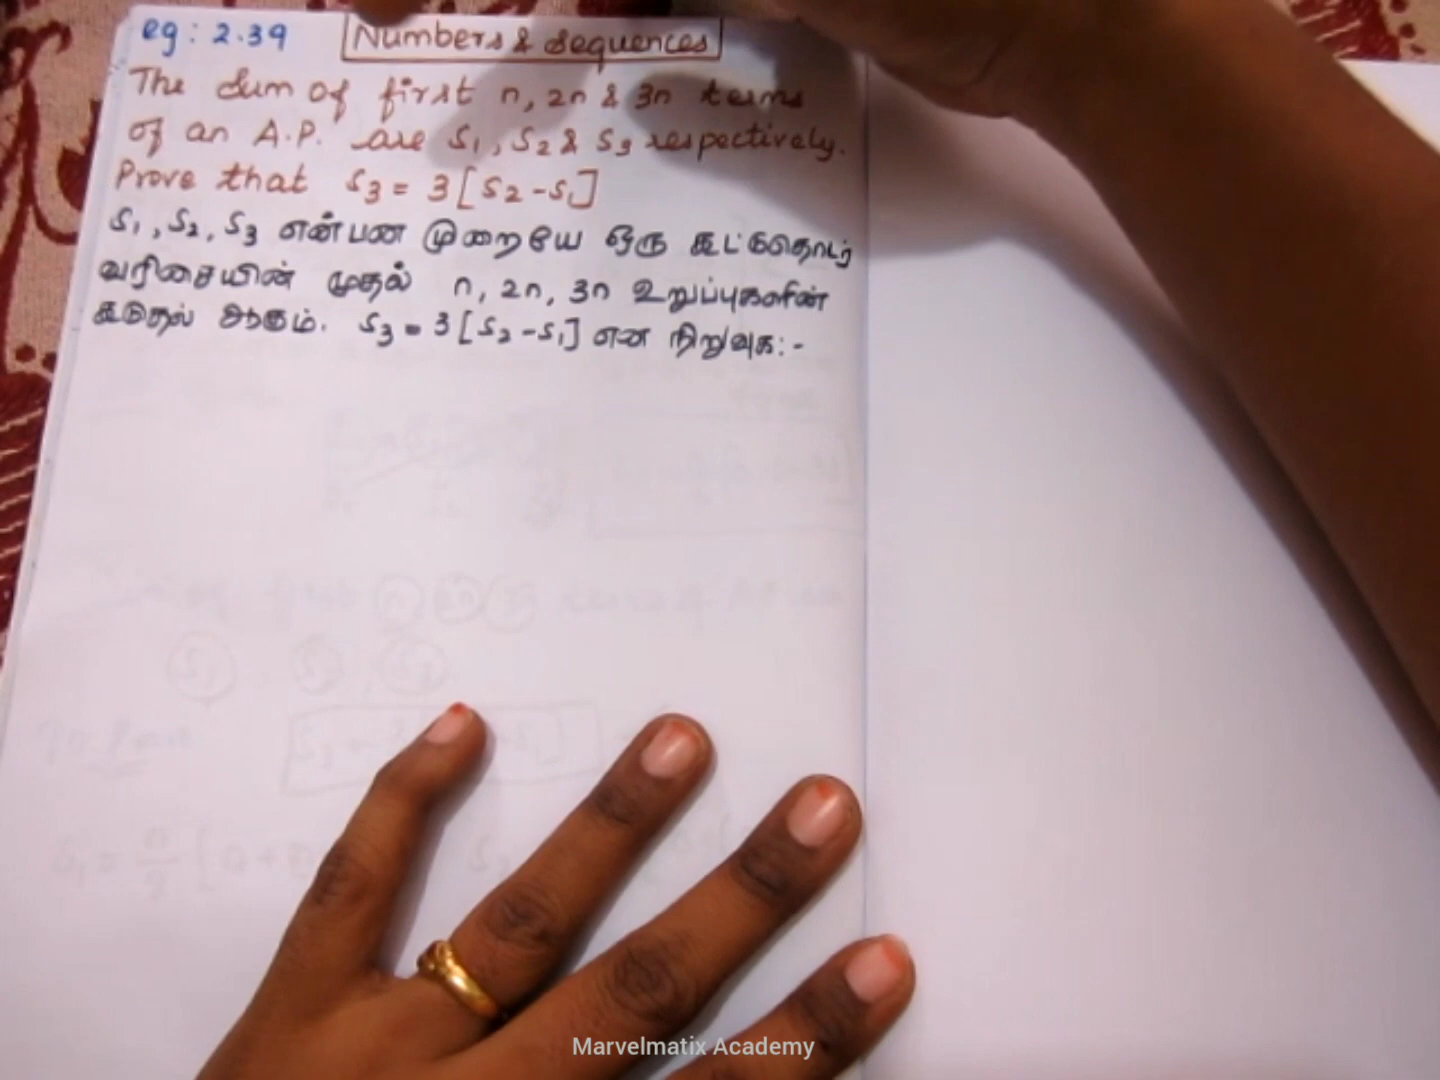 eg: 2.39
Numbers & Sequences
The Sum of first n, 2n & 3n terms
of an A.P. are S1, S2 & S3 respectively.
Prove that S3 = 3[S2 - S1]
S1, S2, S3 என்பன முறையே ஒரு கூட்டுத்தொடர்
வரிசையின் முதல் n, 2n, 3n உறுப்புகளின்
கூடுதல் ஆகும். S3 = 3[S2 - S1] என நிறுவுக:-
Marvelmatix Academy